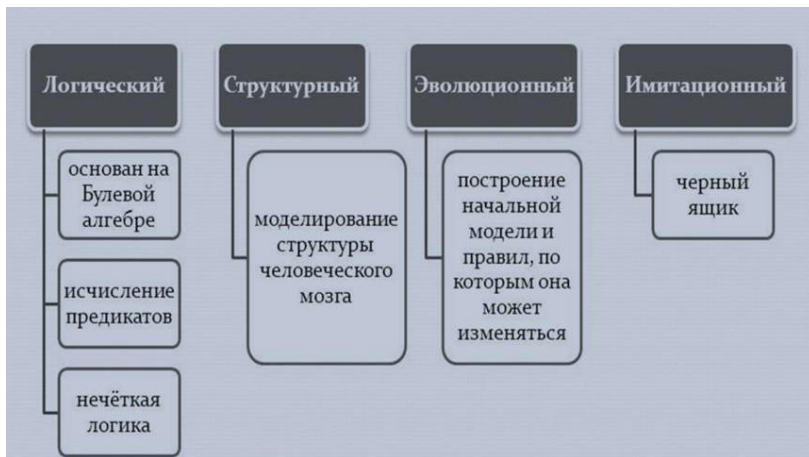 Логический
основан на
Булевой
алгебре
исчисление
предикатов
нечёткая
логика
Структурный
моделирование
структуры
человеческого
мозга
Эволюционный
построение
начальной
модели и
правил, по
которым она
может
изменяться
Имитационный
черный
ящик